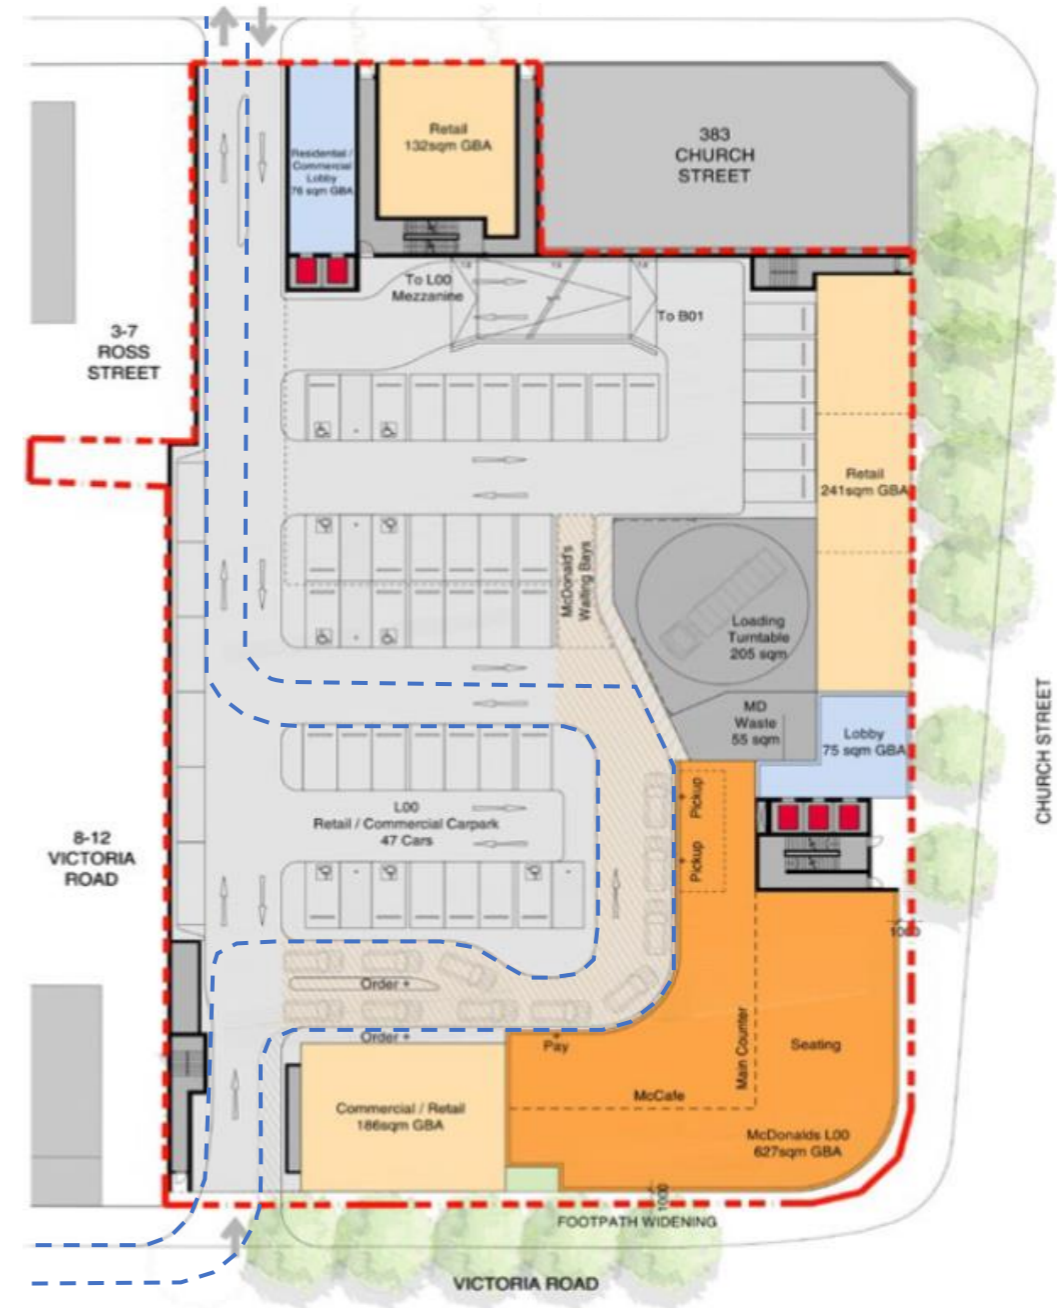 Retail
132sqm GBA
383
CHURCH
STREET
Residential /
Commercial
Lobby
76 sqm GBA
To L00
Mezzanine
To B01
3-7
ROSS
STREET
Retail
241sqm GBA
McDonald's
Waiting Bays
Loading
Turntable
205 sqm
MD
Waste
55 sqm
Lobby
75 sqm GBA
CHURCH STREET
Pickup
Pickup
L00
Retail / Commercial Carpark
47 Cars
8-12
VICTORIA
ROAD
1000
Order +
Order +
Pay
Main Counter
Seating
McCafe
Commercial / Retail
186sqm GBA
McDonalds L00
627sqm GBA
1000
FOOTPATH WIDENING
VICTORIA ROAD